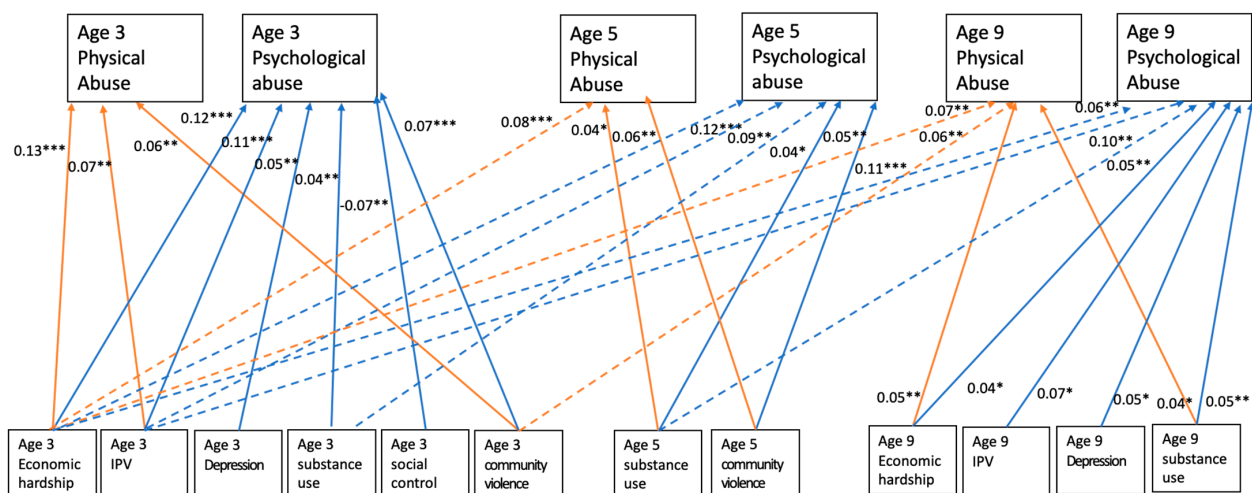 Age 3
Physical
Abuse
Age 3
Psychological
abuse
Age 5
Physical
Abuse
Age 5
Psychological
abuse
Age 9
Physical
Abuse
Age 9
Psychological
Abuse
0.13***
0.07**
0.12***
0.06**
0.11***
0.05**
0.04**
-0.07**
0.07***
0.08***
0.04*
0.06**
0.12***
0.09**
0.04*
0.05**
0.11***
0.07**
0.06**
0.06**
0.10**
0.05**
0.05**
0.04*
0.07*
0.05*
0.04*
0.05**
Age 3
Economic
hardship
Age 3
IPV
Age 3
Depression
Age 3
substance
use
Age 3
social
control
Age 3
community
violence
Age 5
substance
use
Age 5
community
violence
Age 9
Economic
hardship
Age 9
IPV
Age 9
Depression
Age 9
substance
use